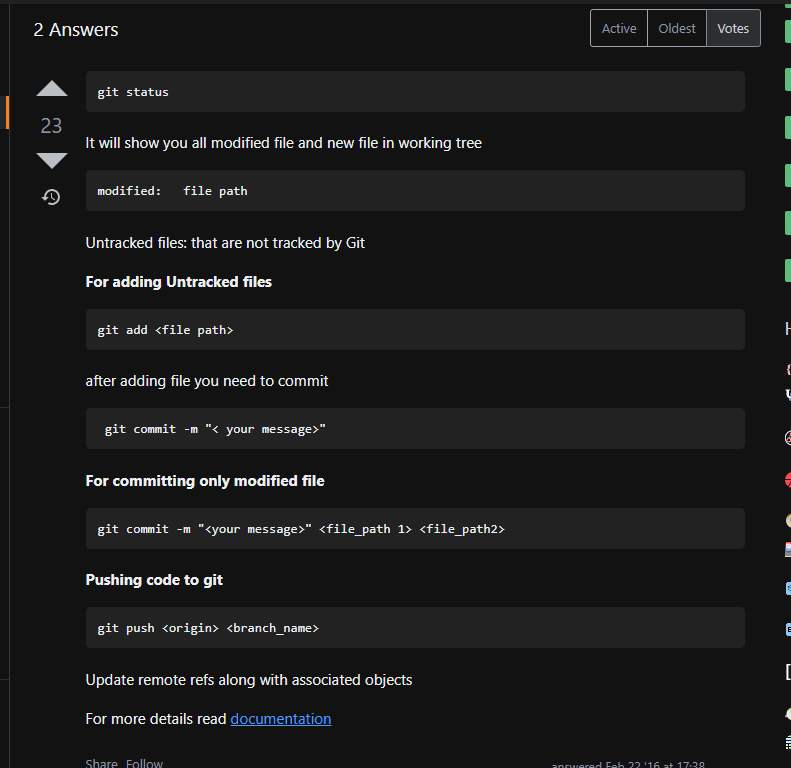 2 Answers
Active Oldest Votes
git status
23
It will show you all modified file and new file in working tree
modified:   file path
Untracked files: that are not tracked by Git
For adding Untracked files
git add <file path>
after adding file you need to commit
git commit -m "< your message>"
For committing only modified file
git commit -m "<your message>" <file_path 1> <file_path2>
Pushing code to git
git push <origin> <branch_name>
Update remote refs along with associated objects
For more details read documentation
Share Follow
answered Feb 22 '16 at 17:38